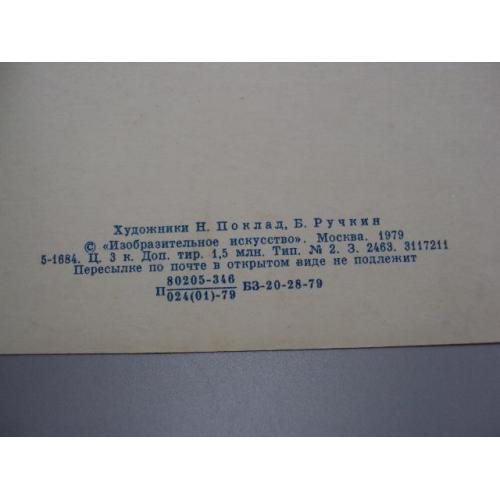 Художники Н. Поклад, Б. Ручкин
© «Изобразительное искусство». Москва. 1979
5-1684. Ц. 3 к. Доп. тир. 1,5 млн. Тип. № 2. З. 2463. 3117211
Пересылке по почте в открытом виде не подлежит
П 80205-346 БЗ-20-28-79
024(01)-79